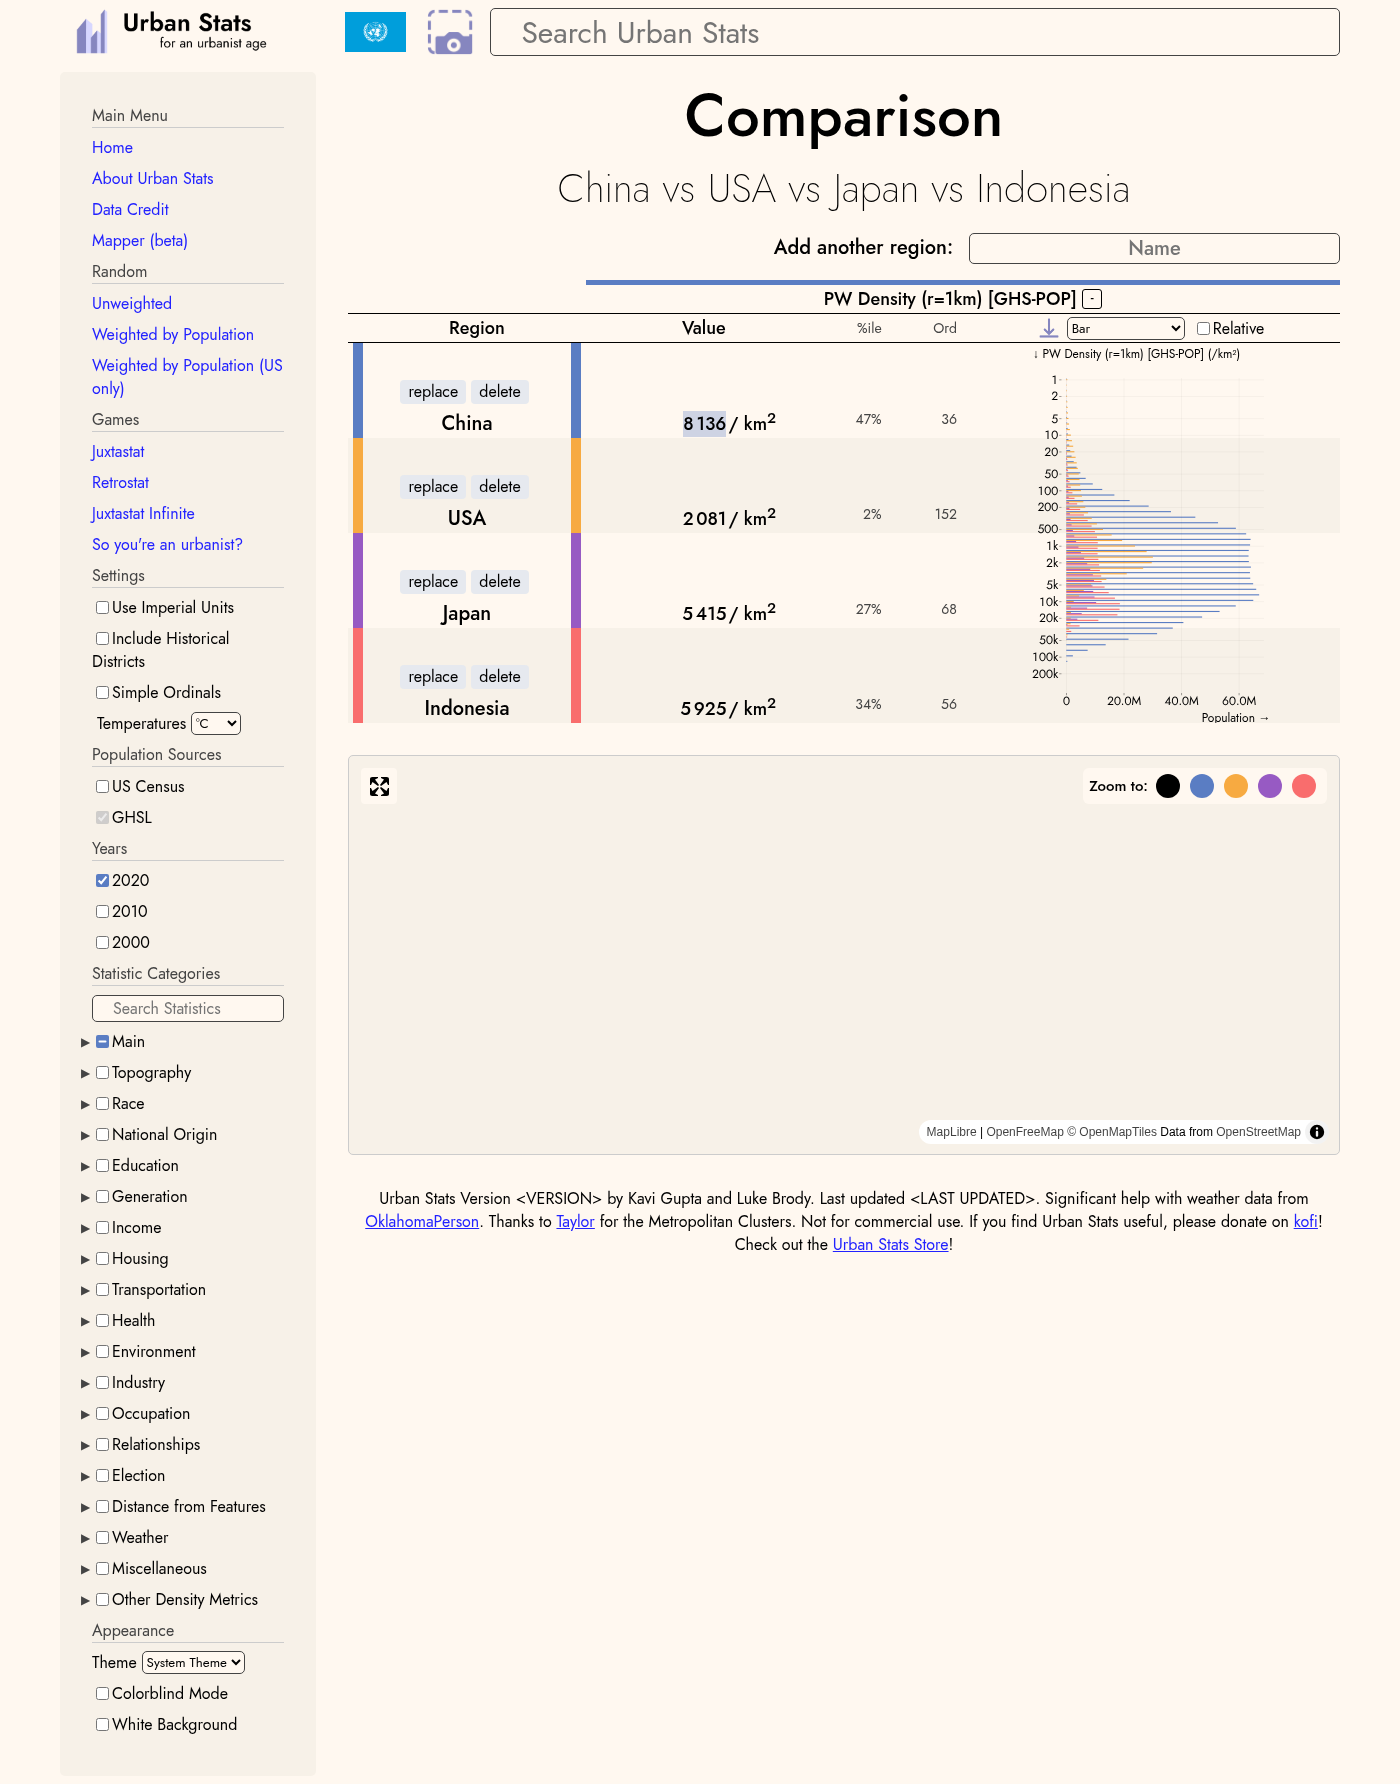 Urban Stats
for an urbanist age
Search Urban Stats
Main Menu
Home
About Urban Stats
Data Credit
Mapper (beta)
Random
Unweighted
Weighted by Population
Weighted by Population (US
only)
Games
Juxtastat
Retrostat
Juxtastat Infinite
So you're an urbanist?
Settings
Use Imperial Units
Include Historical
Districts
Simple Ordinals
Temperatures °C
Population Sources
US Census
GHSL
Years
2020
2010
2000
Statistic Categories
Search Statistics
▶ Main
▶ Topography
▶ Race
▶ National Origin
▶ Education
▶ Generation
▶ Income
▶ Housing
▶ Transportation
▶ Health
▶ Environment
▶ Industry
▶ Occupation
▶ Relationships
▶ Election
▶ Distance from Features
▶ Weather
▶ Miscellaneous
▶ Other Density Metrics
Appearance
Theme System Theme
Colorblind Mode
White Background
Comparison
China vs USA vs Japan vs Indonesia
Add another region: Name
PW Density (r=1km) [GHS-POP] -
Region Value %ile Ord Bar Relative
replace delete
China 8 136 / km² 47% 36
replace delete
USA 2 081 / km² 2% 152
replace delete
Japan 5 415 / km² 27% 68
replace delete
Indonesia 5 925 / km² 34% 56
↓ PW Density (r=1km) [GHS-POP] (/km²)
1
2
5
10
20
50
100
200
500
1k
2k
5k
10k
20k
50k
100k
200k
0 20.0M 40.0M 60.0M
Population →
Zoom to:
MapLibre | OpenFreeMap © OpenMapTiles Data from OpenStreetMap
Urban Stats Version <VERSION> by Kavi Gupta and Luke Brody. Last updated <LAST UPDATED>. Significant help with weather data from
OklahomaPerson. Thanks to Taylor for the Metropolitan Clusters. Not for commercial use. If you find Urban Stats useful, please donate on kofi!
Check out the Urban Stats Store!